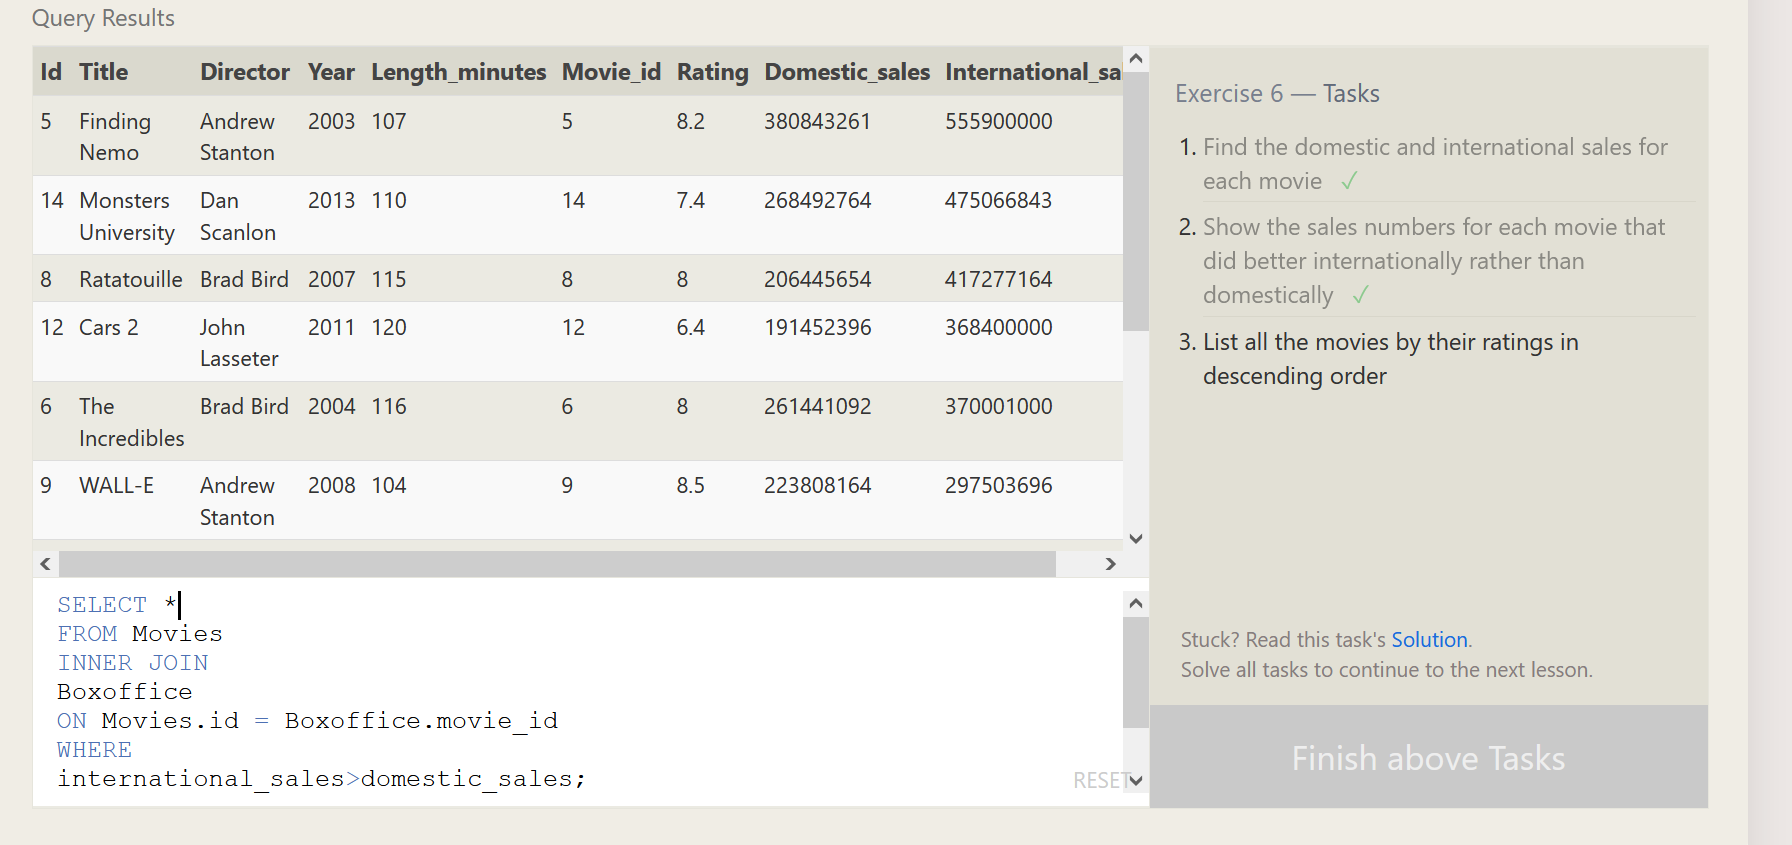 Query Results
Id Title Director Year Length_minutes Movie_id Rating Domestic_sales International_sa
5 Finding Nemo Andrew Stanton 2003 107 5 8.2 380843261 555900000
14 Monsters University Dan Scanlon 2013 110 14 7.4 268492764 475066843
8 Ratatouille Brad Bird 2007 115 8 8 206445654 417277164
12 Cars 2 John Lasseter 2011 120 12 6.4 191452396 368400000
6 The Incredibles Brad Bird 2004 116 6 8 261441092 370001000
9 WALL-E Andrew Stanton 2008 104 9 8.5 223808164 297503696
SELECT *
FROM Movies
INNER JOIN
Boxoffice
ON Movies.id = Boxoffice.movie_id
WHERE
international_sales>domestic_sales;
RESET
Exercise 6 — Tasks
1. Find the domestic and international sales for
each movie ✓
2. Show the sales numbers for each movie that
did better internationally rather than
domestically ✓
3. List all the movies by their ratings in
descending order
Stuck? Read this task's Solution.
Solve all tasks to continue to the next lesson.
Finish above Tasks